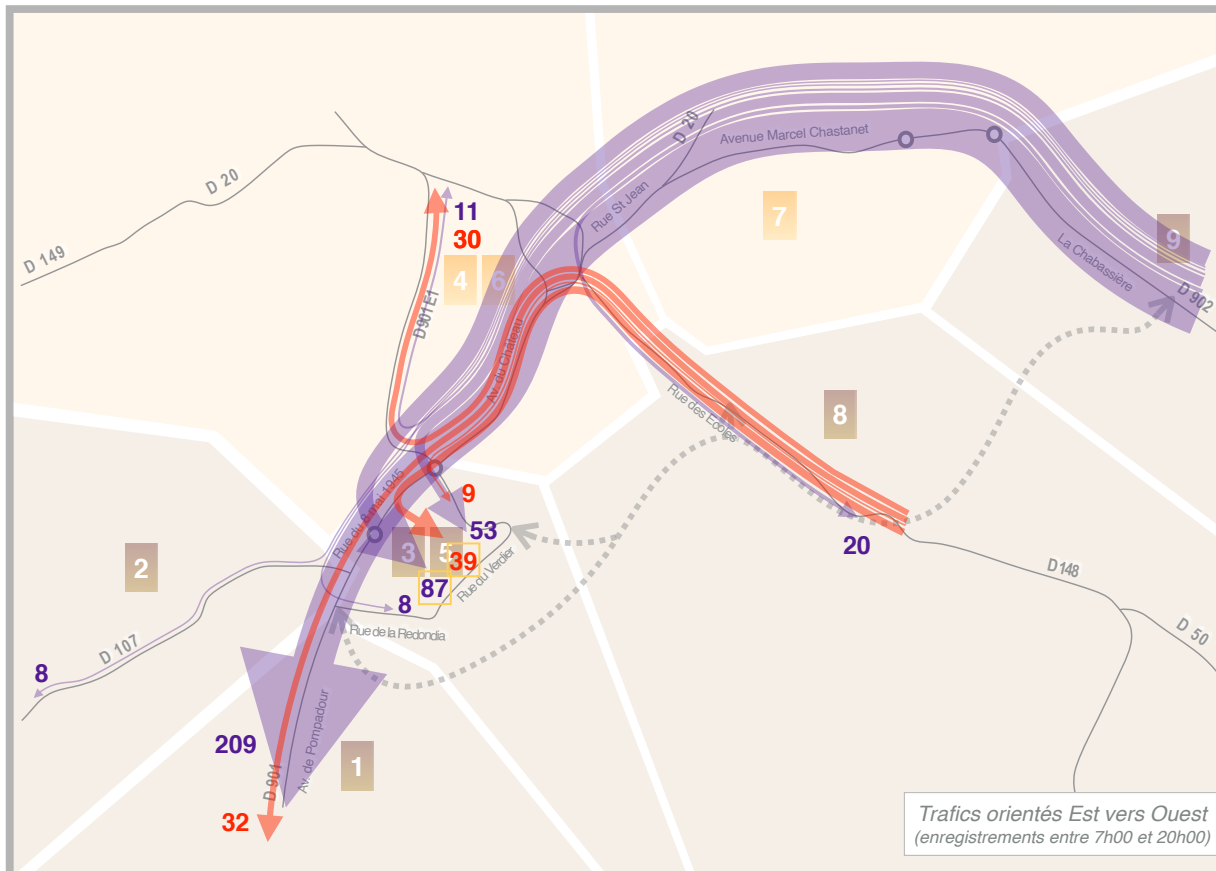 D 20
Avenue Marcel Chastanet
D 20
Rue St Jean
11
30
7
9
D 149
4
6
La Chabassière
D 902
D901E1
Av. du Château
Rue des Ecoles
8
Rue du 8 mai 1945
9
53
20
3
5
39
2
87
Rue du Verdier
8
D148
Rue de la Redondia
D 50
D 107
8
209
Av. de Pompadour
1
D 901
32
Trafics orientés Est vers Ouest
(enregistrements entre 7h00 et 20h00)